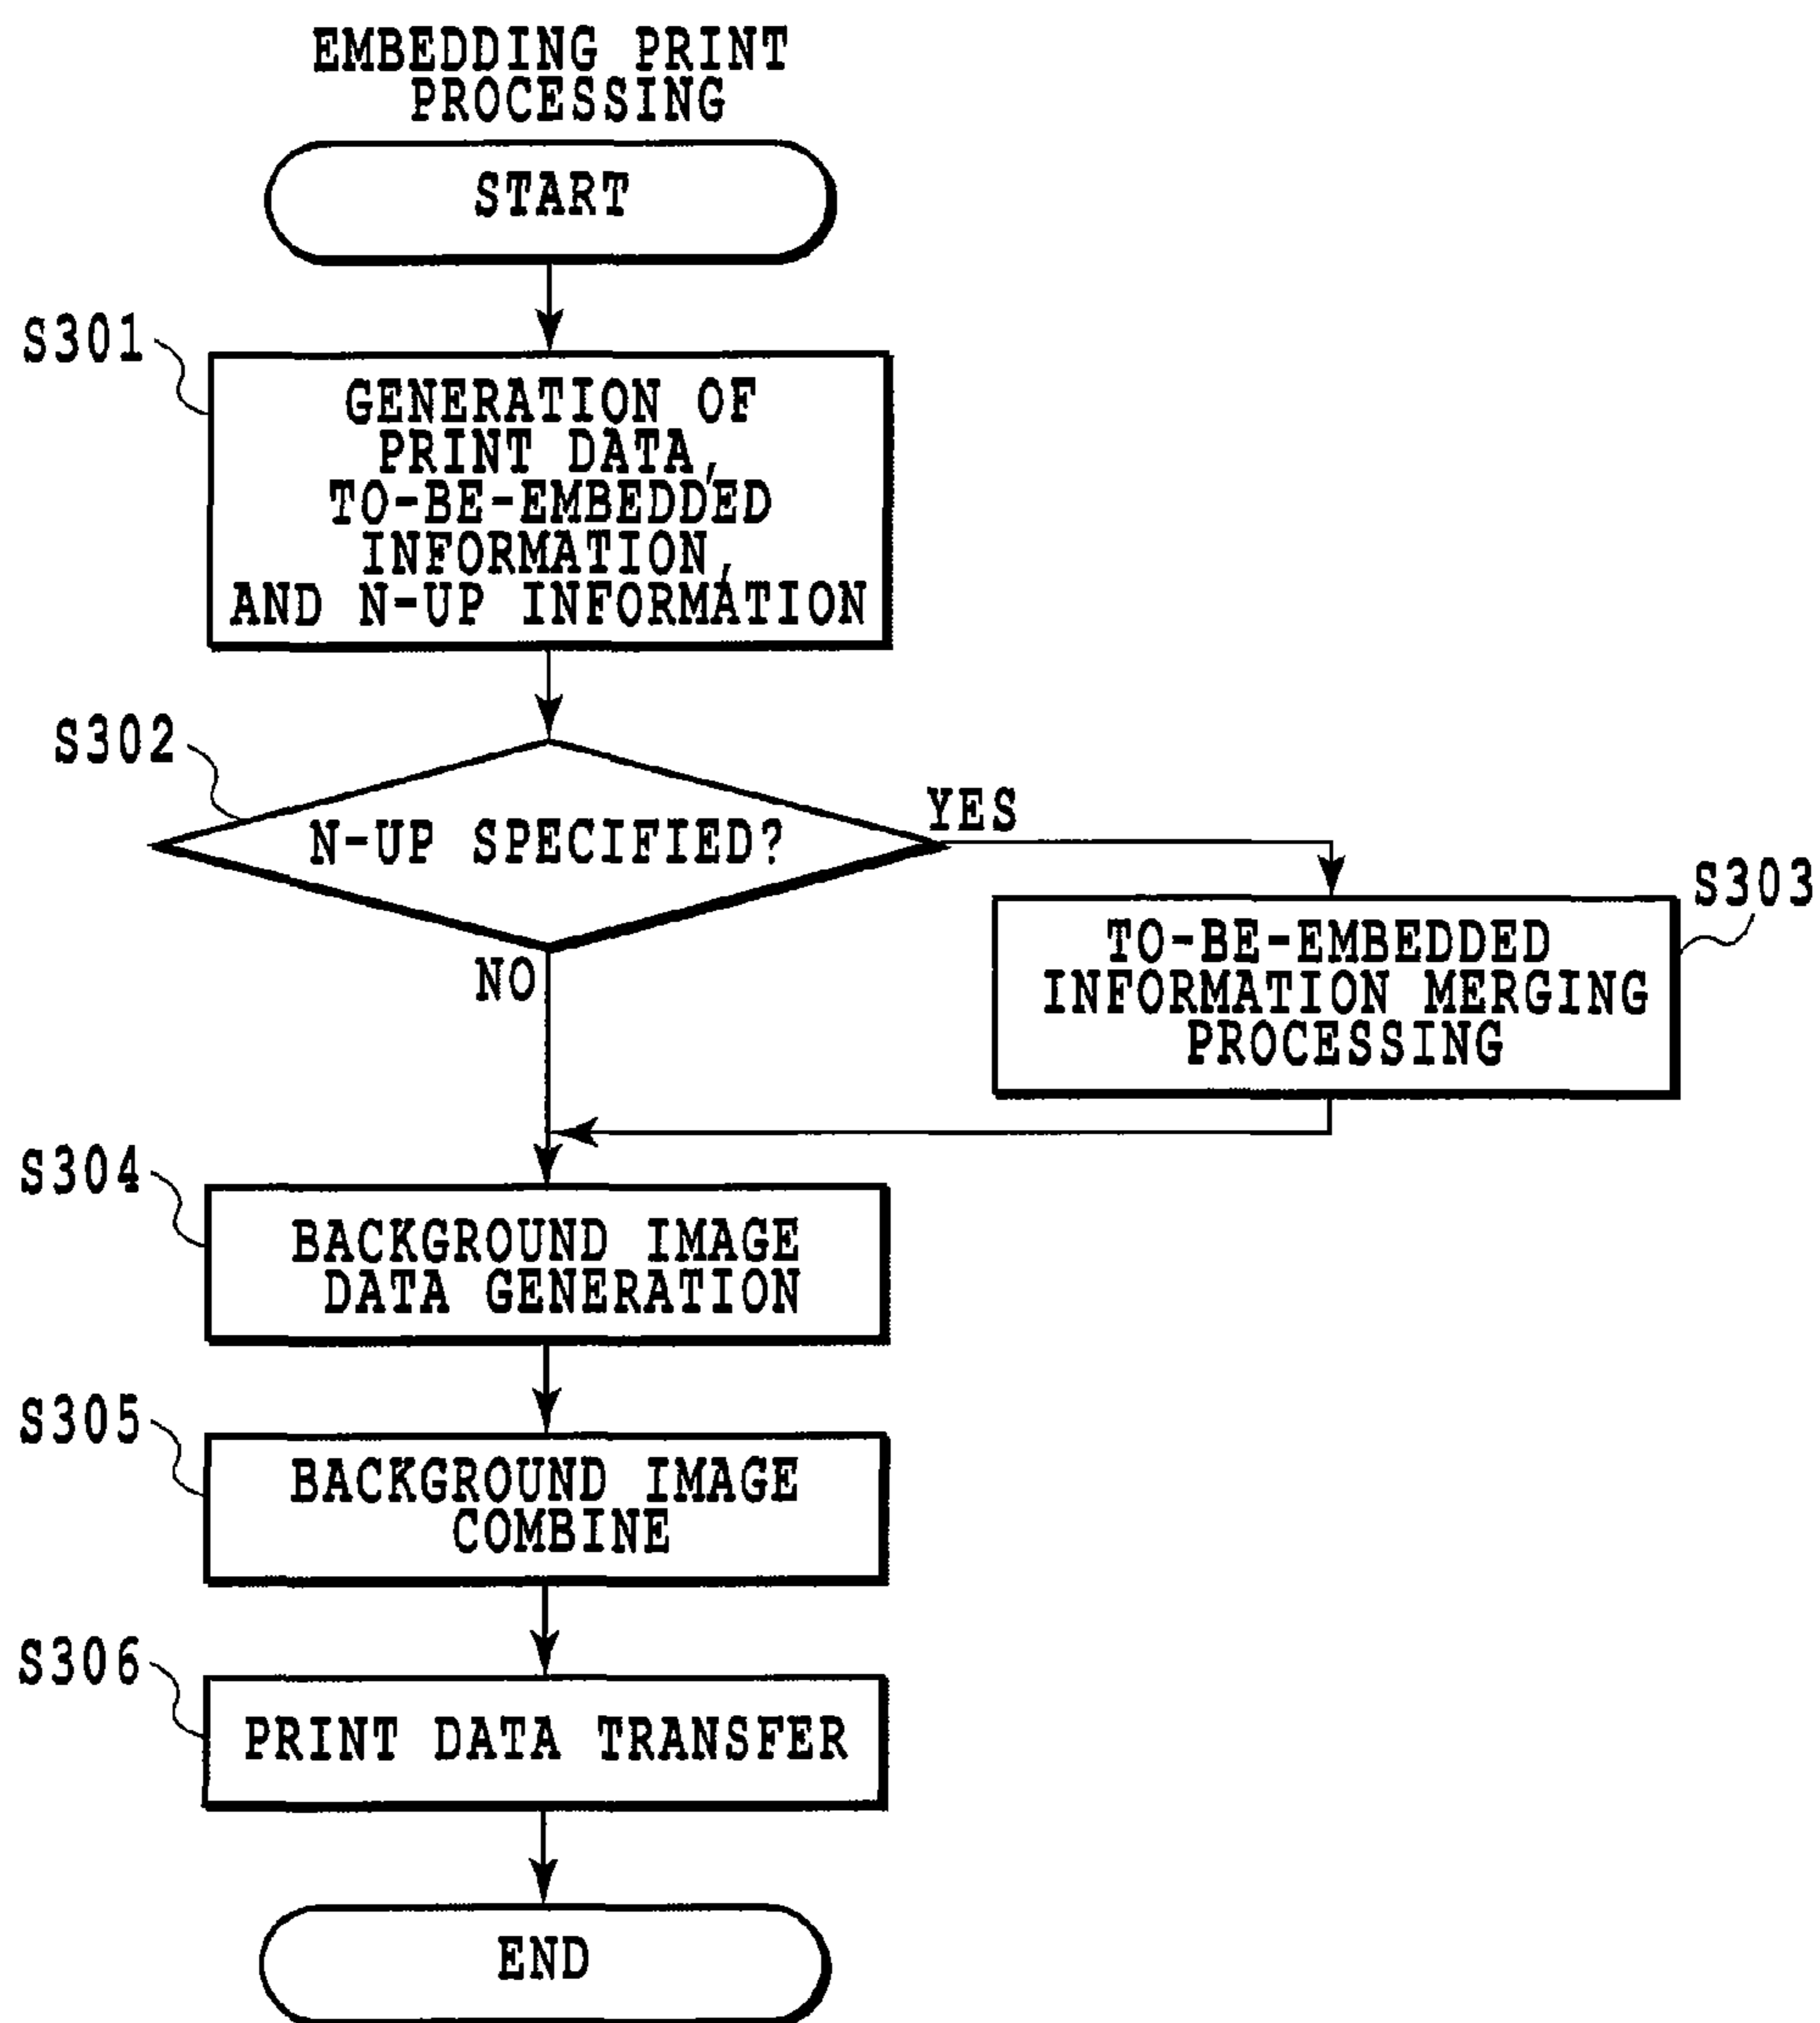 EMBEDDING PRINT
PROCESSING
START
S301
GENERATION OF
PRINT DATA,
TO-BE-EMBEDDED
INFORMATION,
AND N-UP INFORMATION
S302
N-UP SPECIFIED?
YES
NO
S303
TO-BE-EMBEDDED
INFORMATION MERGING
PROCESSING
S304
BACKGROUND IMAGE
DATA GENERATION
S305
BACKGROUND IMAGE
COMBINE
S306
PRINT DATA TRANSFER
END